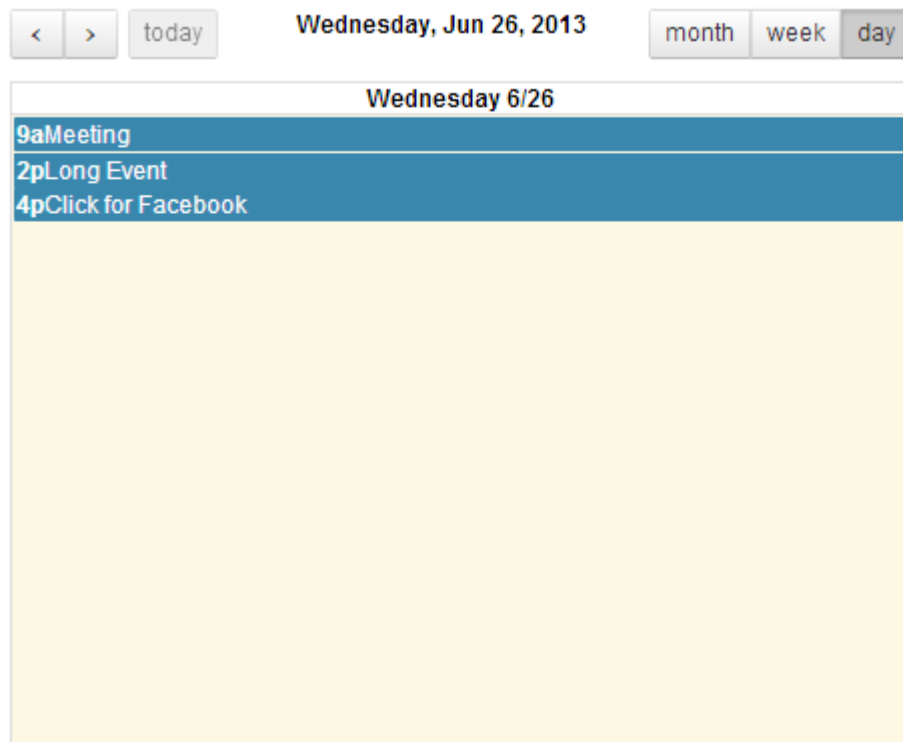 ‹ › today Wednesday, Jun 26, 2013 month week day
Wednesday 6/26
9aMeeting
2pLong Event
4pClick for Facebook